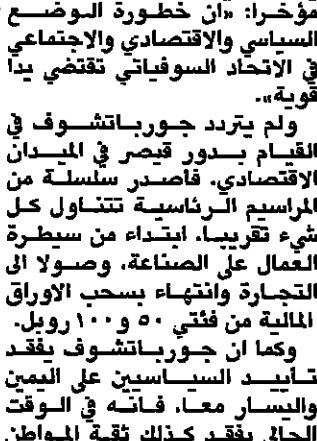 مؤخرا: «ان خطورة الوضع
السياسي والاقتصادي والاجتماعي
في الاتحاد السوفياتي تقتضي يدا
قوية».
ولم يتردد جورباتشوف في
القيام بدور قيصر في الميدان
الاقتصادي. فاصدر سلسلة من
المراسيم الرئاسية تتناول كل
شيء تقريبا، ابتداء من سيطرة
العمال على الصناعة، وصولا الى
التجارة وانتهاء بسحب الاوراق
المالية من فئتي ٥٠ و١٠٠ روبل.
وكما ان جورباتشوف يفقد
تأييد السياسيين على اليمين
واليسار معا، فانه في الوقت
الحالي يفقد كذلك ثقة المواطن